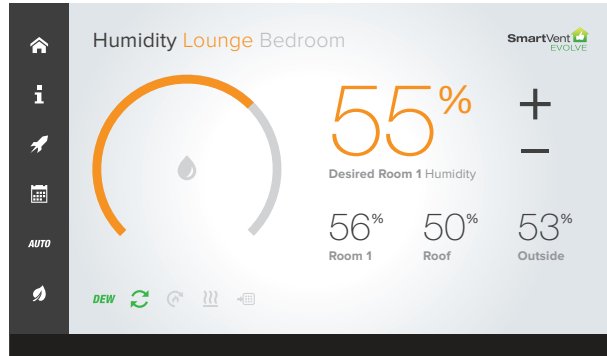 Humidity Lounge Bedroom
SmartVent
EVOLVE
55%
Desired Room 1 Humidity
+
−
56% 50% 53%
Room 1 Roof Outside
AUTO
DEW